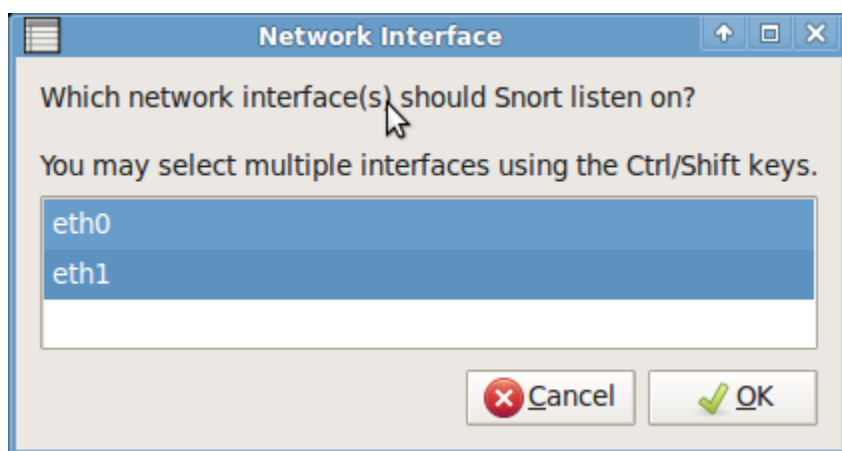 Network Interface
Which network interface(s) should Snort listen on?
You may select multiple interfaces using the Ctrl/Shift keys.
eth0
eth1
Cancel
OK